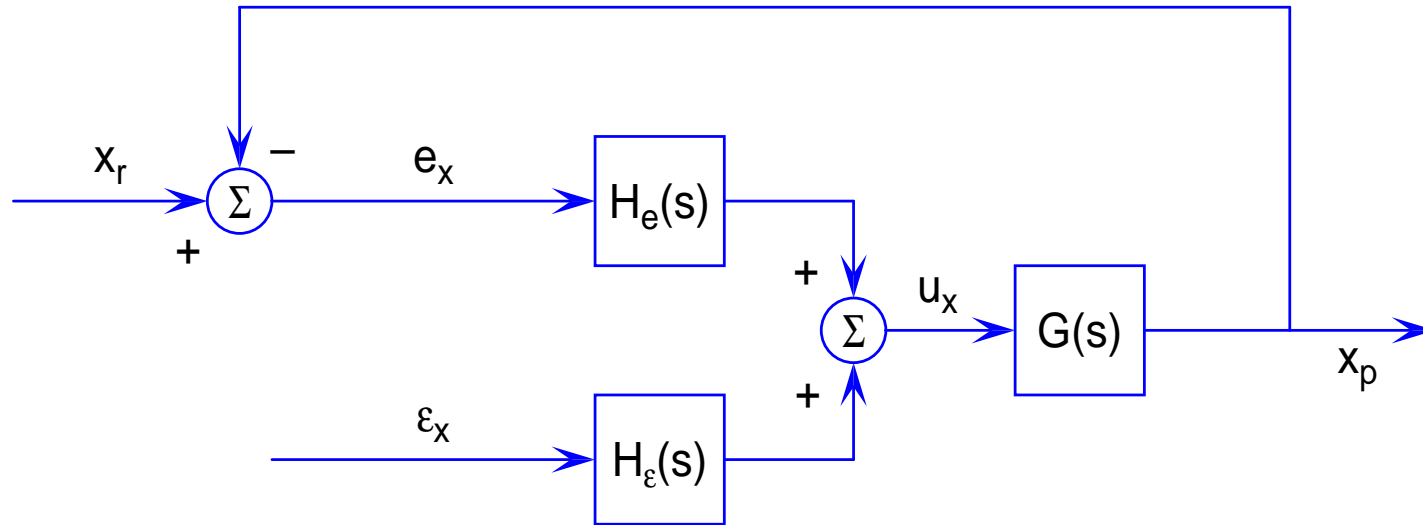 x_r
−
e_x
Σ
+
H_e(s)
+
u_x
Σ
G(s)
+
x_p
ε_x
H_ε(s)